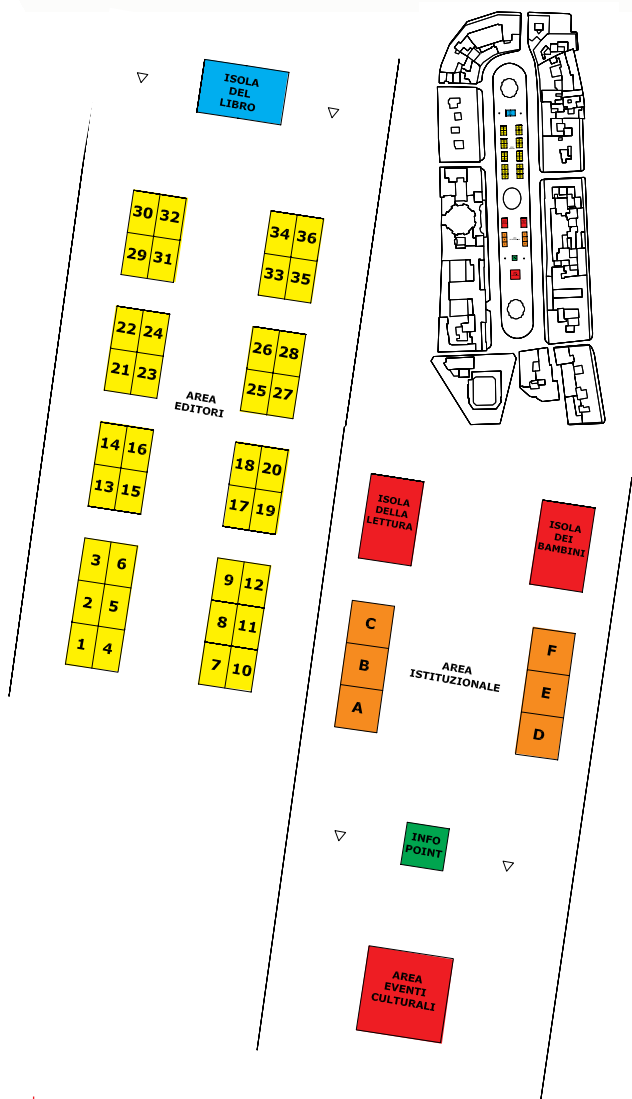 ISOLA
DEL
LIBRO
30 32
29 31
34 36
33 35
22 24
21 23
26 28
25 27
AREA
EDITORI
14 16
13 15
18 20
17 19
3 6
2 5
1 4
9 12
8 11
7 10
ISOLA
DELLA
LETTURA
ISOLA
DEI
BAMBINI
C
B
A
AREA
ISTITUZIONALE
F
E
D
INFO
POINT
AREA
EVENTI
CULTURALI